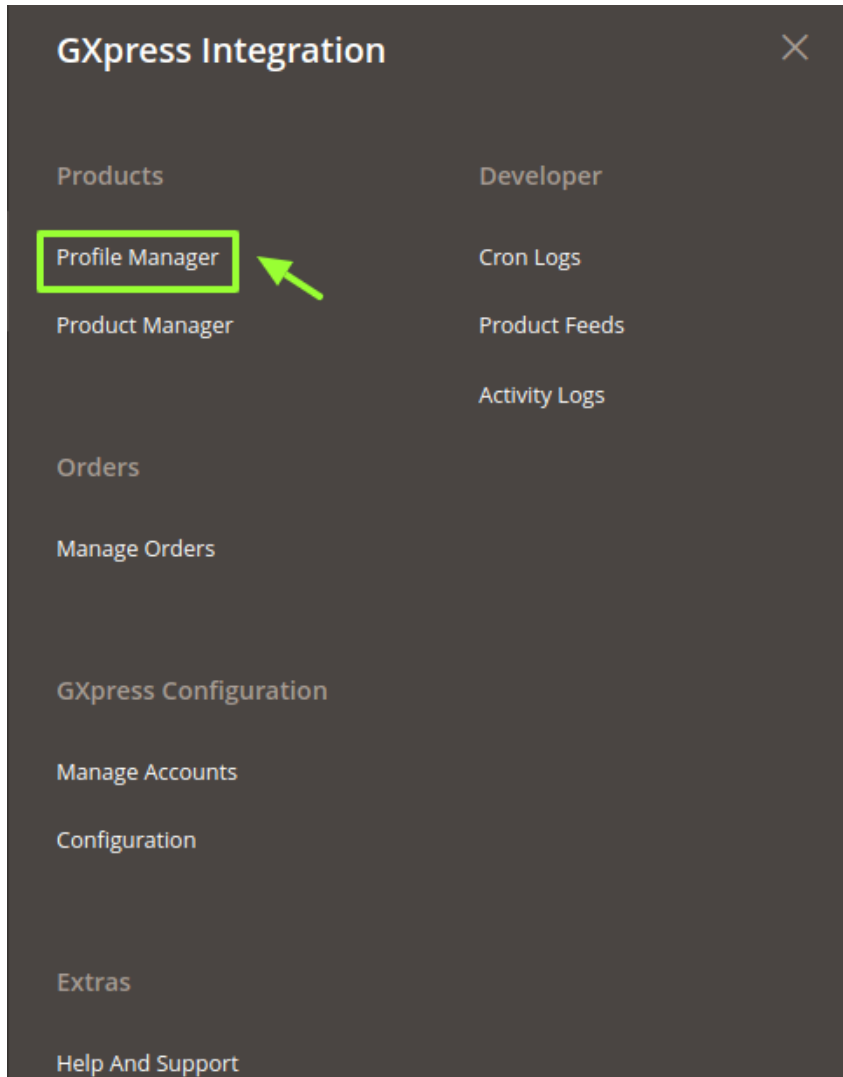 GXpress Integration
Products
Profile Manager
Product Manager
Orders
Manage Orders
GXpress Configuration
Manage Accounts
Configuration
Extras
Help And Support
Developer
Cron Logs
Product Feeds
Activity Logs